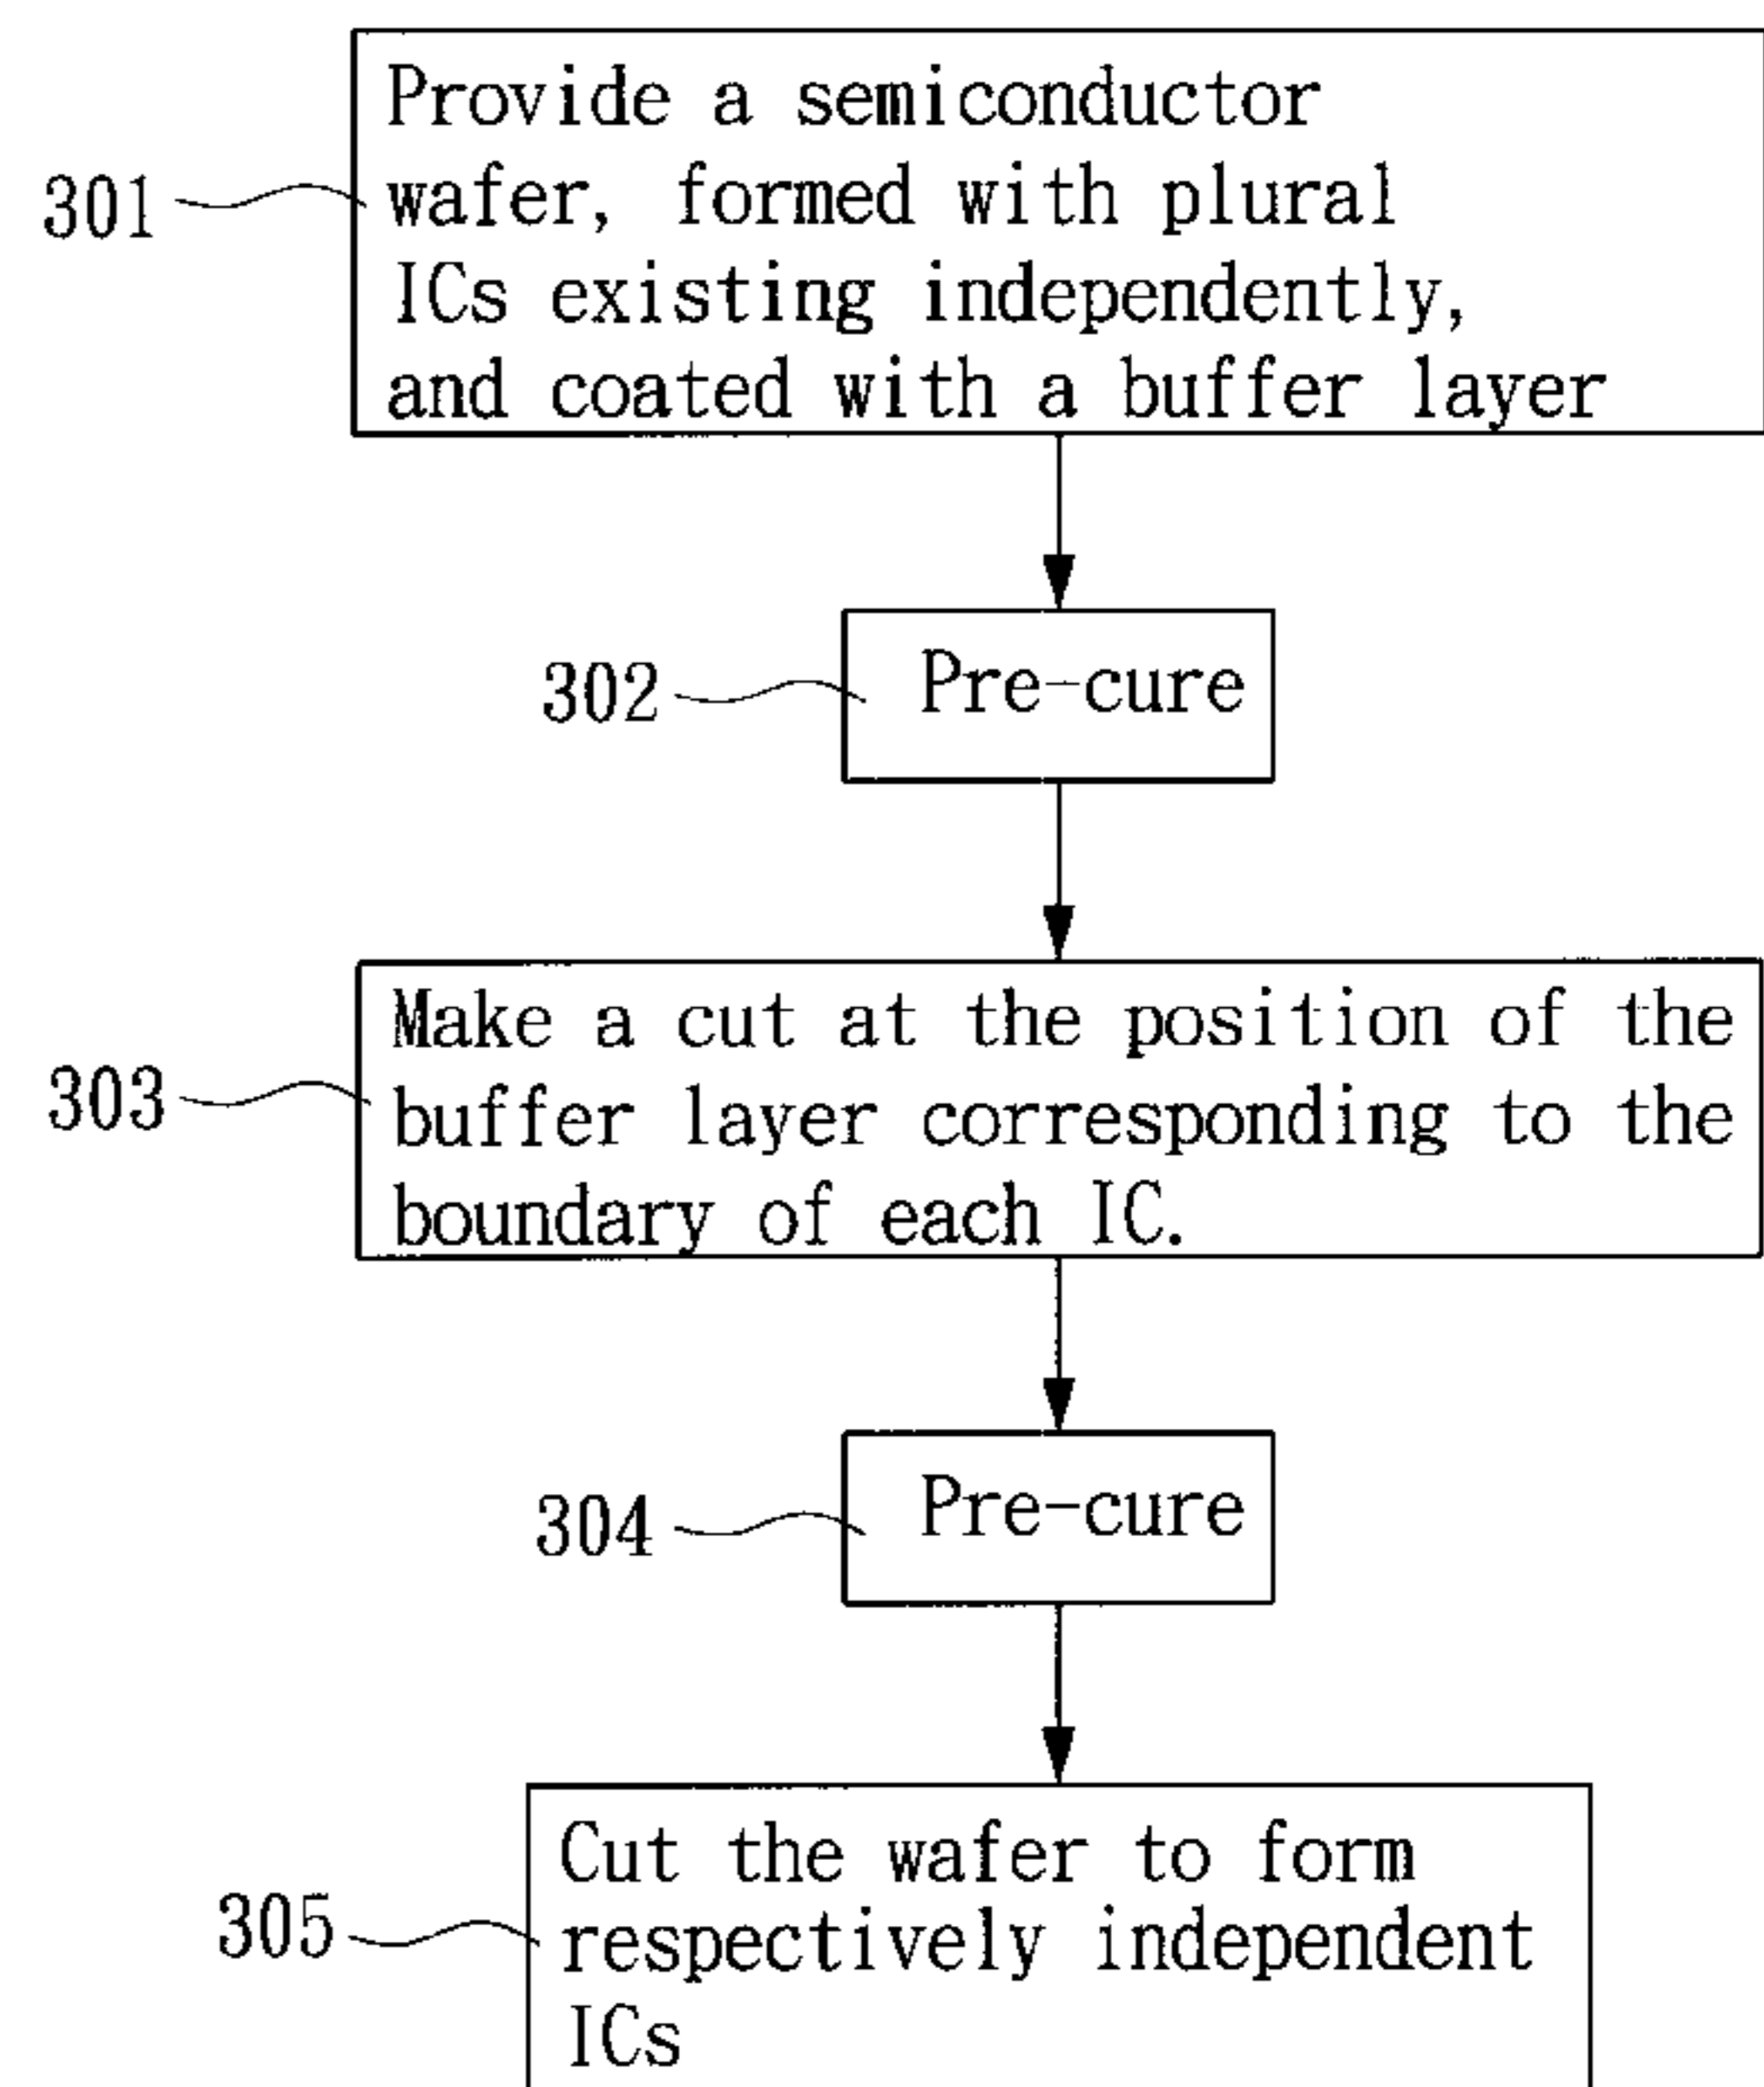 301
Provide a semiconductor
wafer, formed with plural
ICs existing independently,
and coated with a buffer layer
302
Pre-cure
303
Make a cut at the position of the
buffer layer corresponding to the
boundary of each IC.
304
Pre-cure
305
Cut the wafer to form
respectively independent
ICs